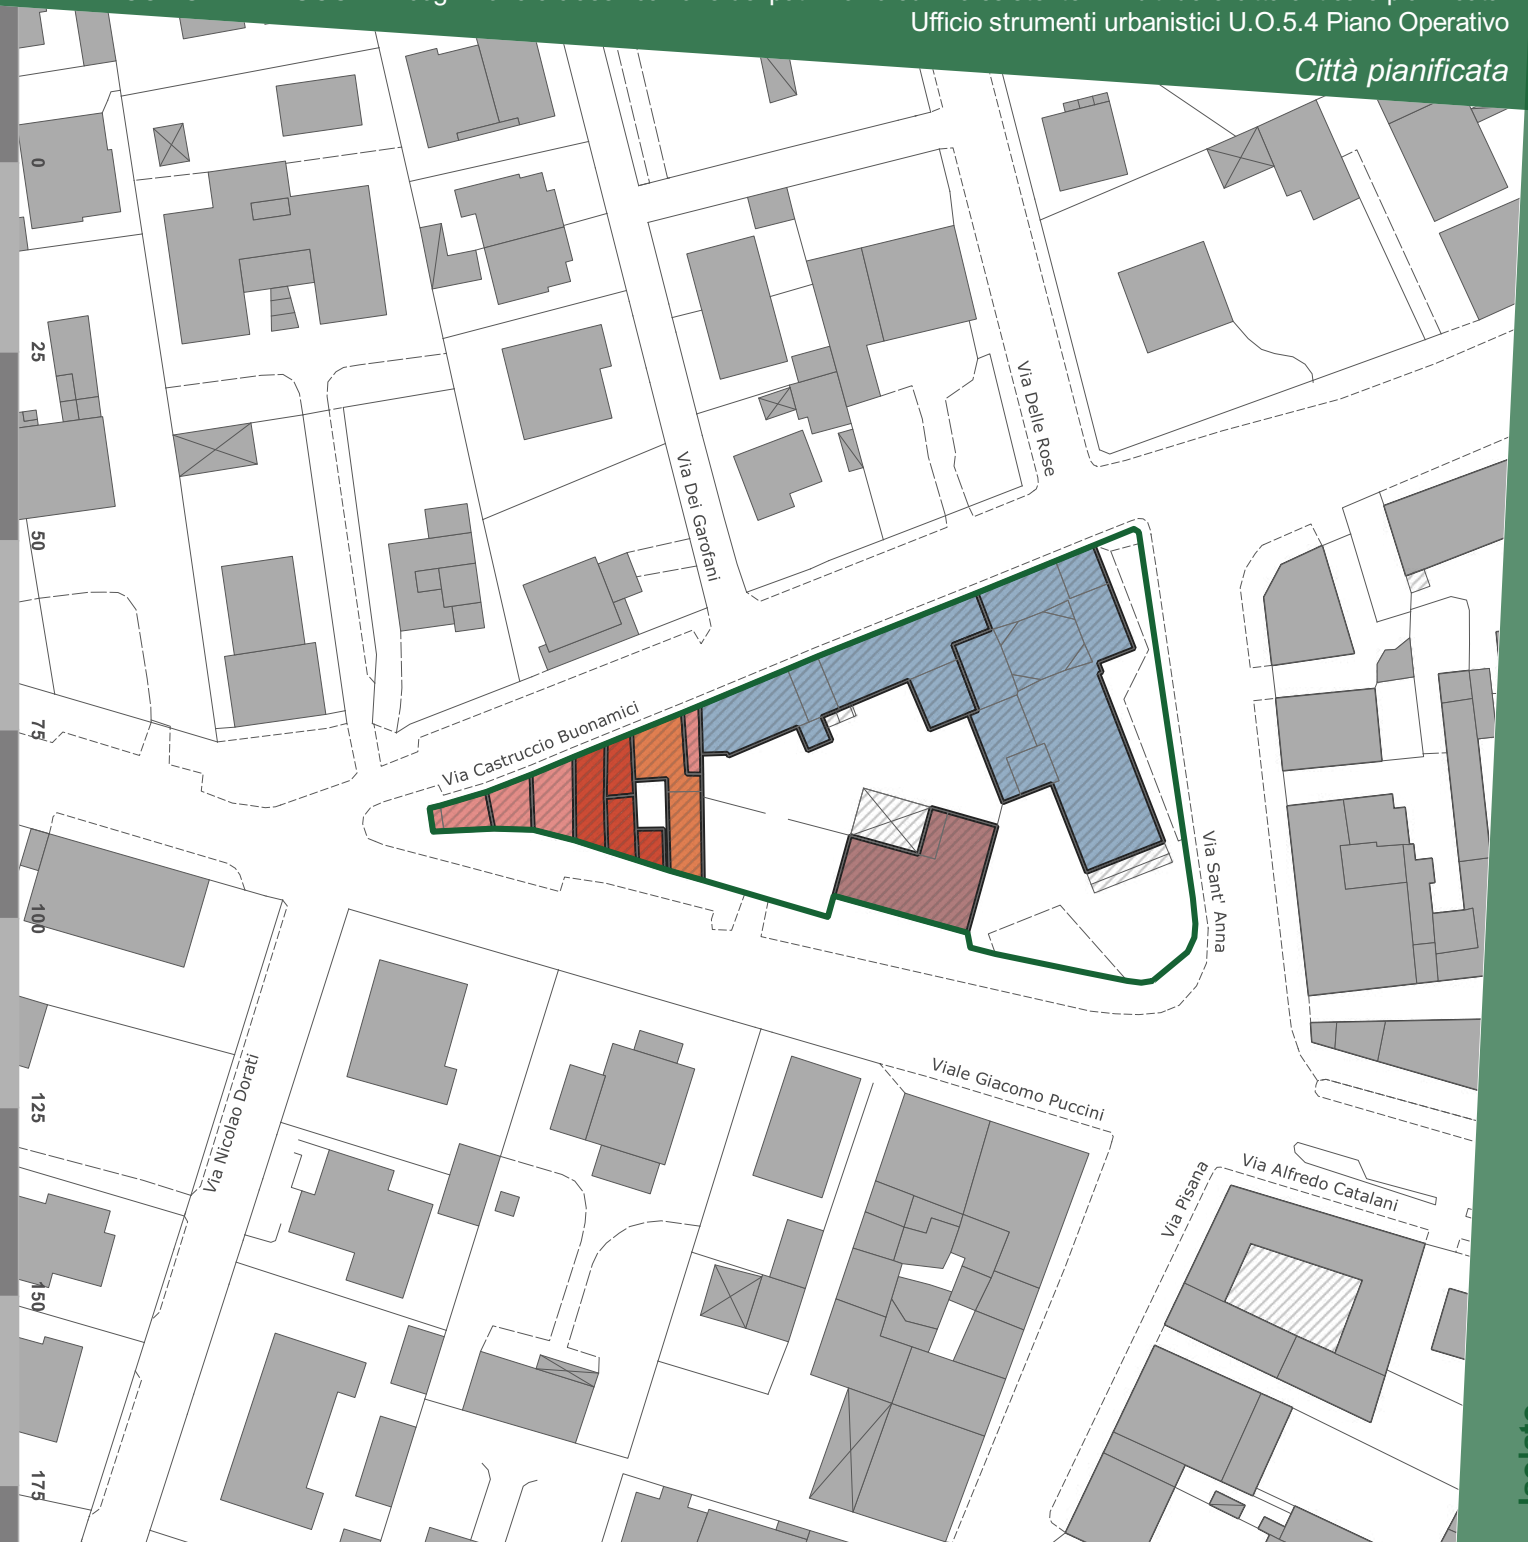 Ufficio strumenti urbanistici U.O.5.4 Piano Operativo
Città pianificata
0
25
50
75
100
125
150
175
Via Delle Rose
Via Dei Garofani
Via Castruccio Buonamici
Via Sant' Anna
Via Nicolao Dorati
Viale Giacomo Puccini
Via Pisana
Via Alfredo Catalani